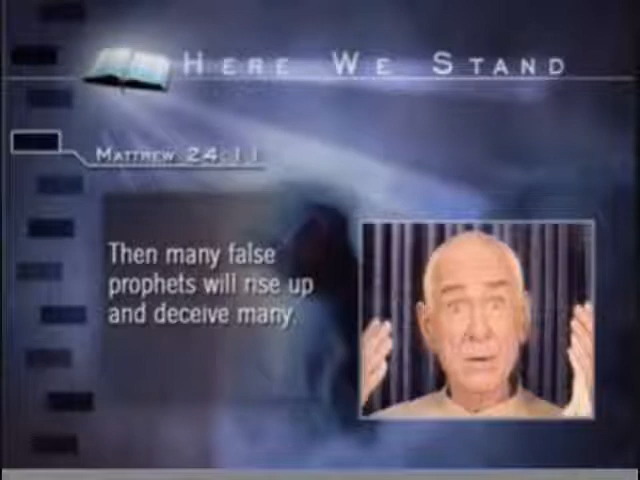 HERE WE STAND
MATTHEW 24:11
Then many false
prophets will rise up
and deceive many.